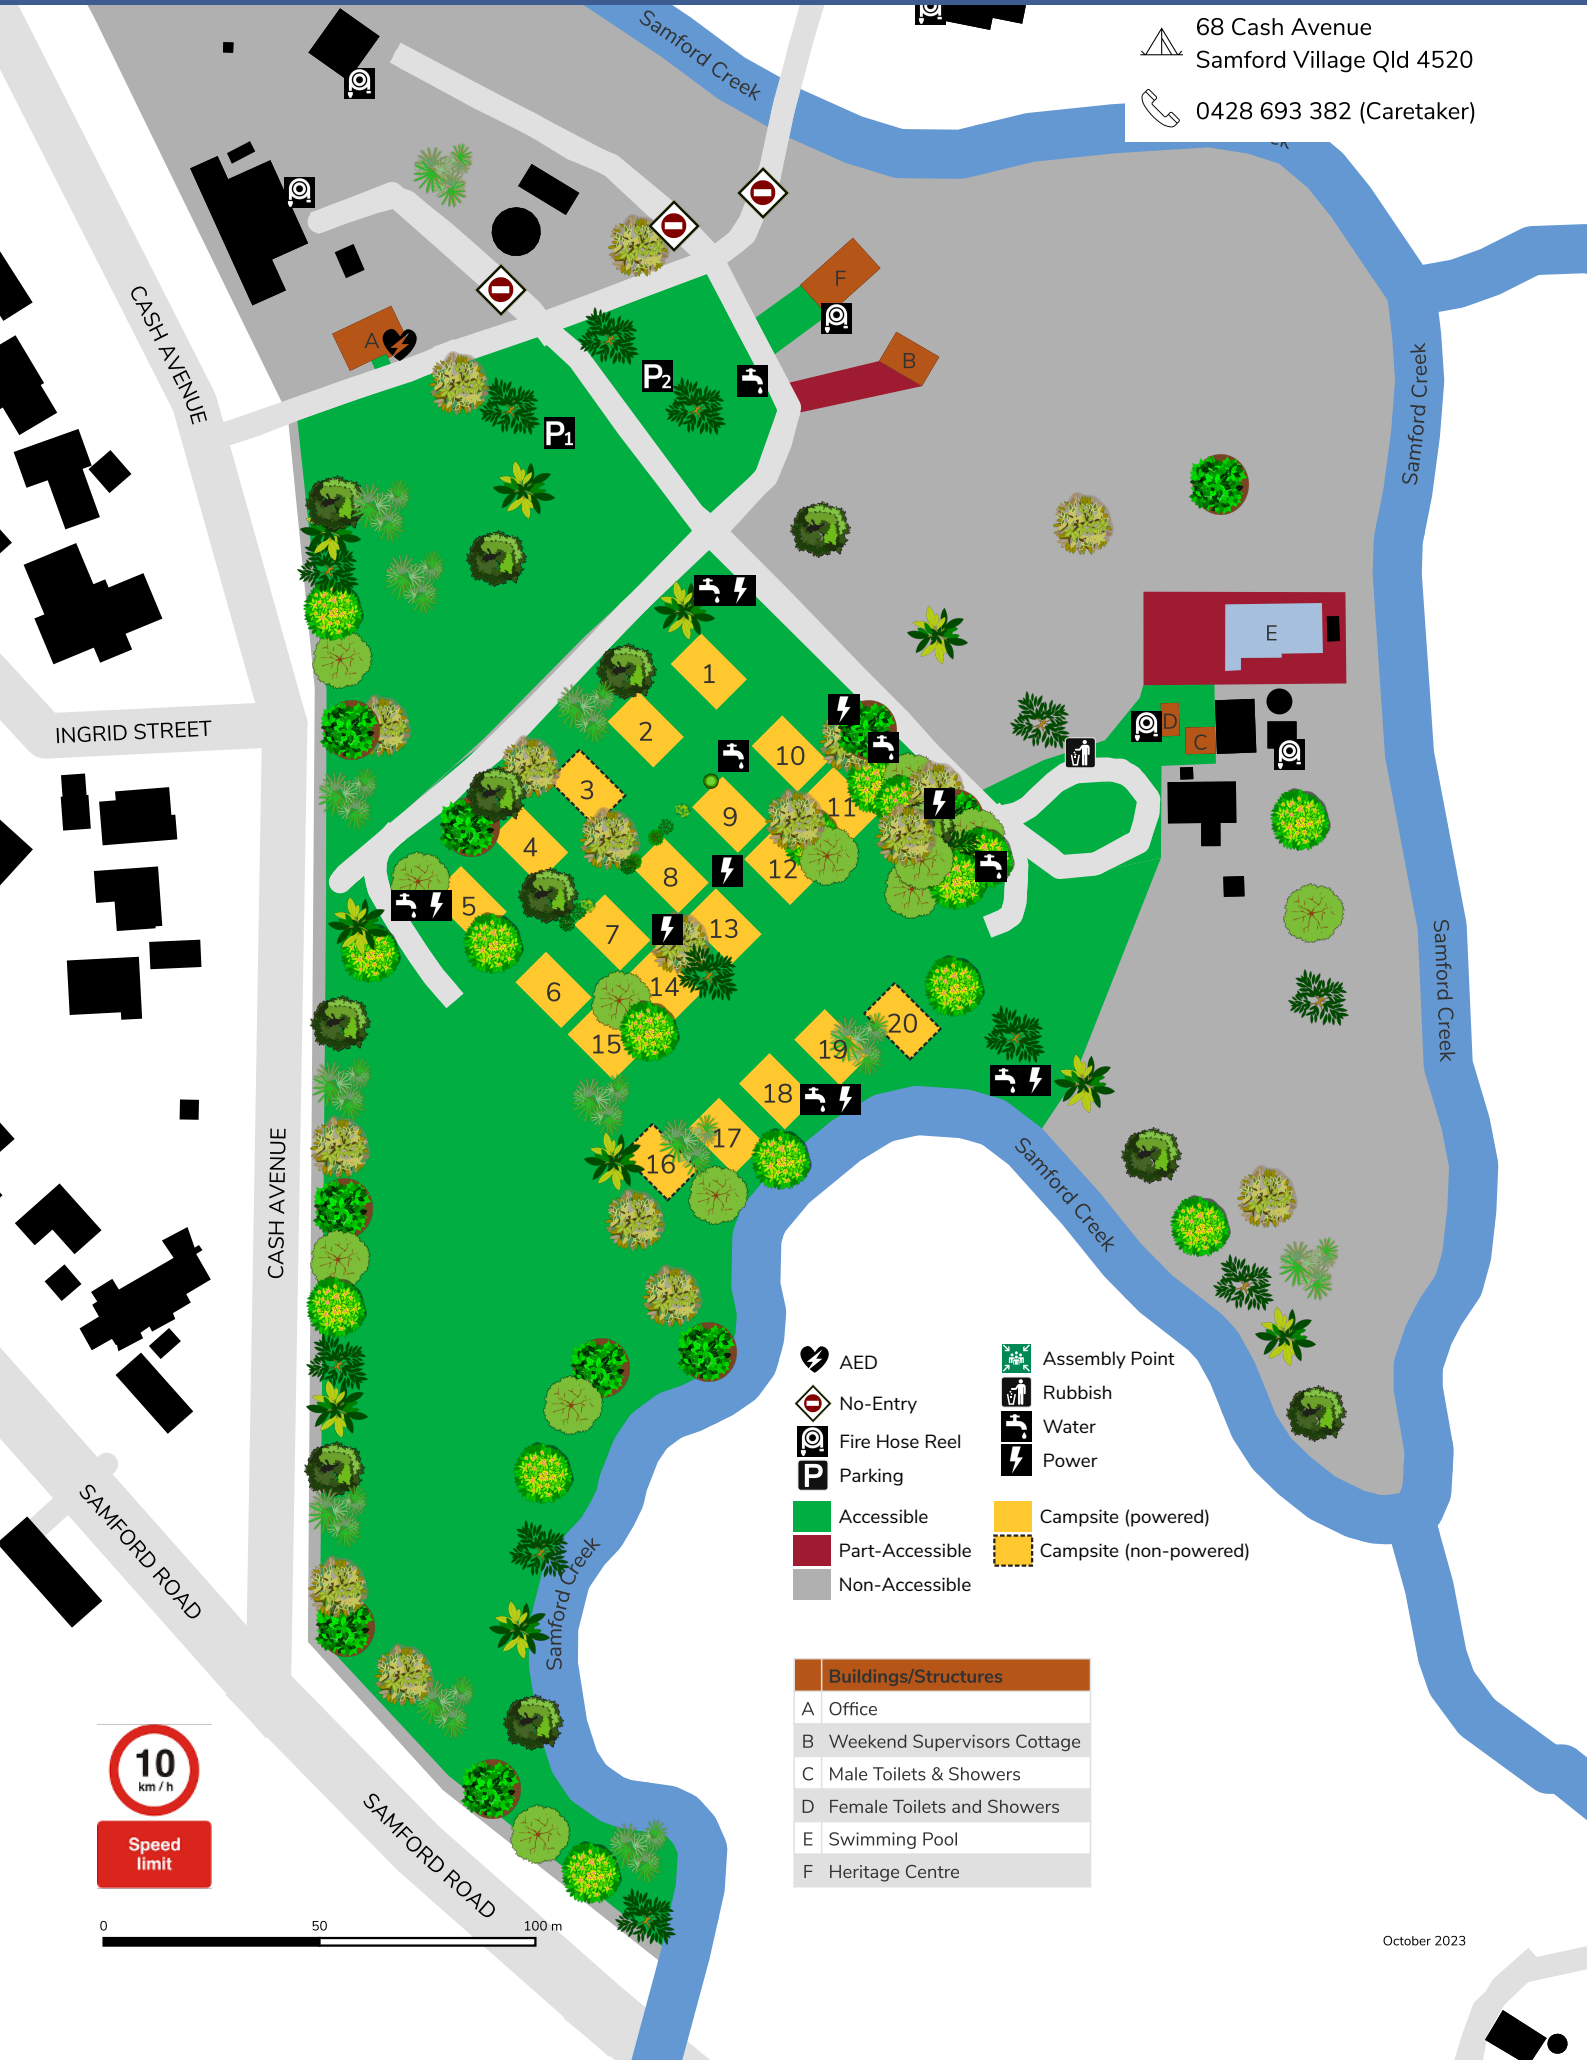 68 Cash Avenue
Samford Village Qld 4520
0428 693 382 (Caretaker)
Samford Creek
F
A
B
P2
P1
CASH AVENUE
Samford Creek
1
2
3
4
5
6
7
8
9
10
11
12
13
14
15
16
17
18
19
20
E
D
C
INGRID STREET
Samford Creek
CASH AVENUE
Samford Creek
Samford Creek
SAMFORD ROAD
SAMFORD ROAD
AED
No-Entry
Fire Hose Reel
P
Parking
Assembly Point
Rubbish
Water
Power
Accessible
Part-Accessible
Non-Accessible
Campsite (powered)
Campsite (non-powered)
Buildings/Structures
A Office
B Weekend Supervisors Cottage
C Male Toilets & Showers
D Female Toilets and Showers
E Swimming Pool
F Heritage Centre
10
km/h
Speed
limit
0 50 100 m
October 2023